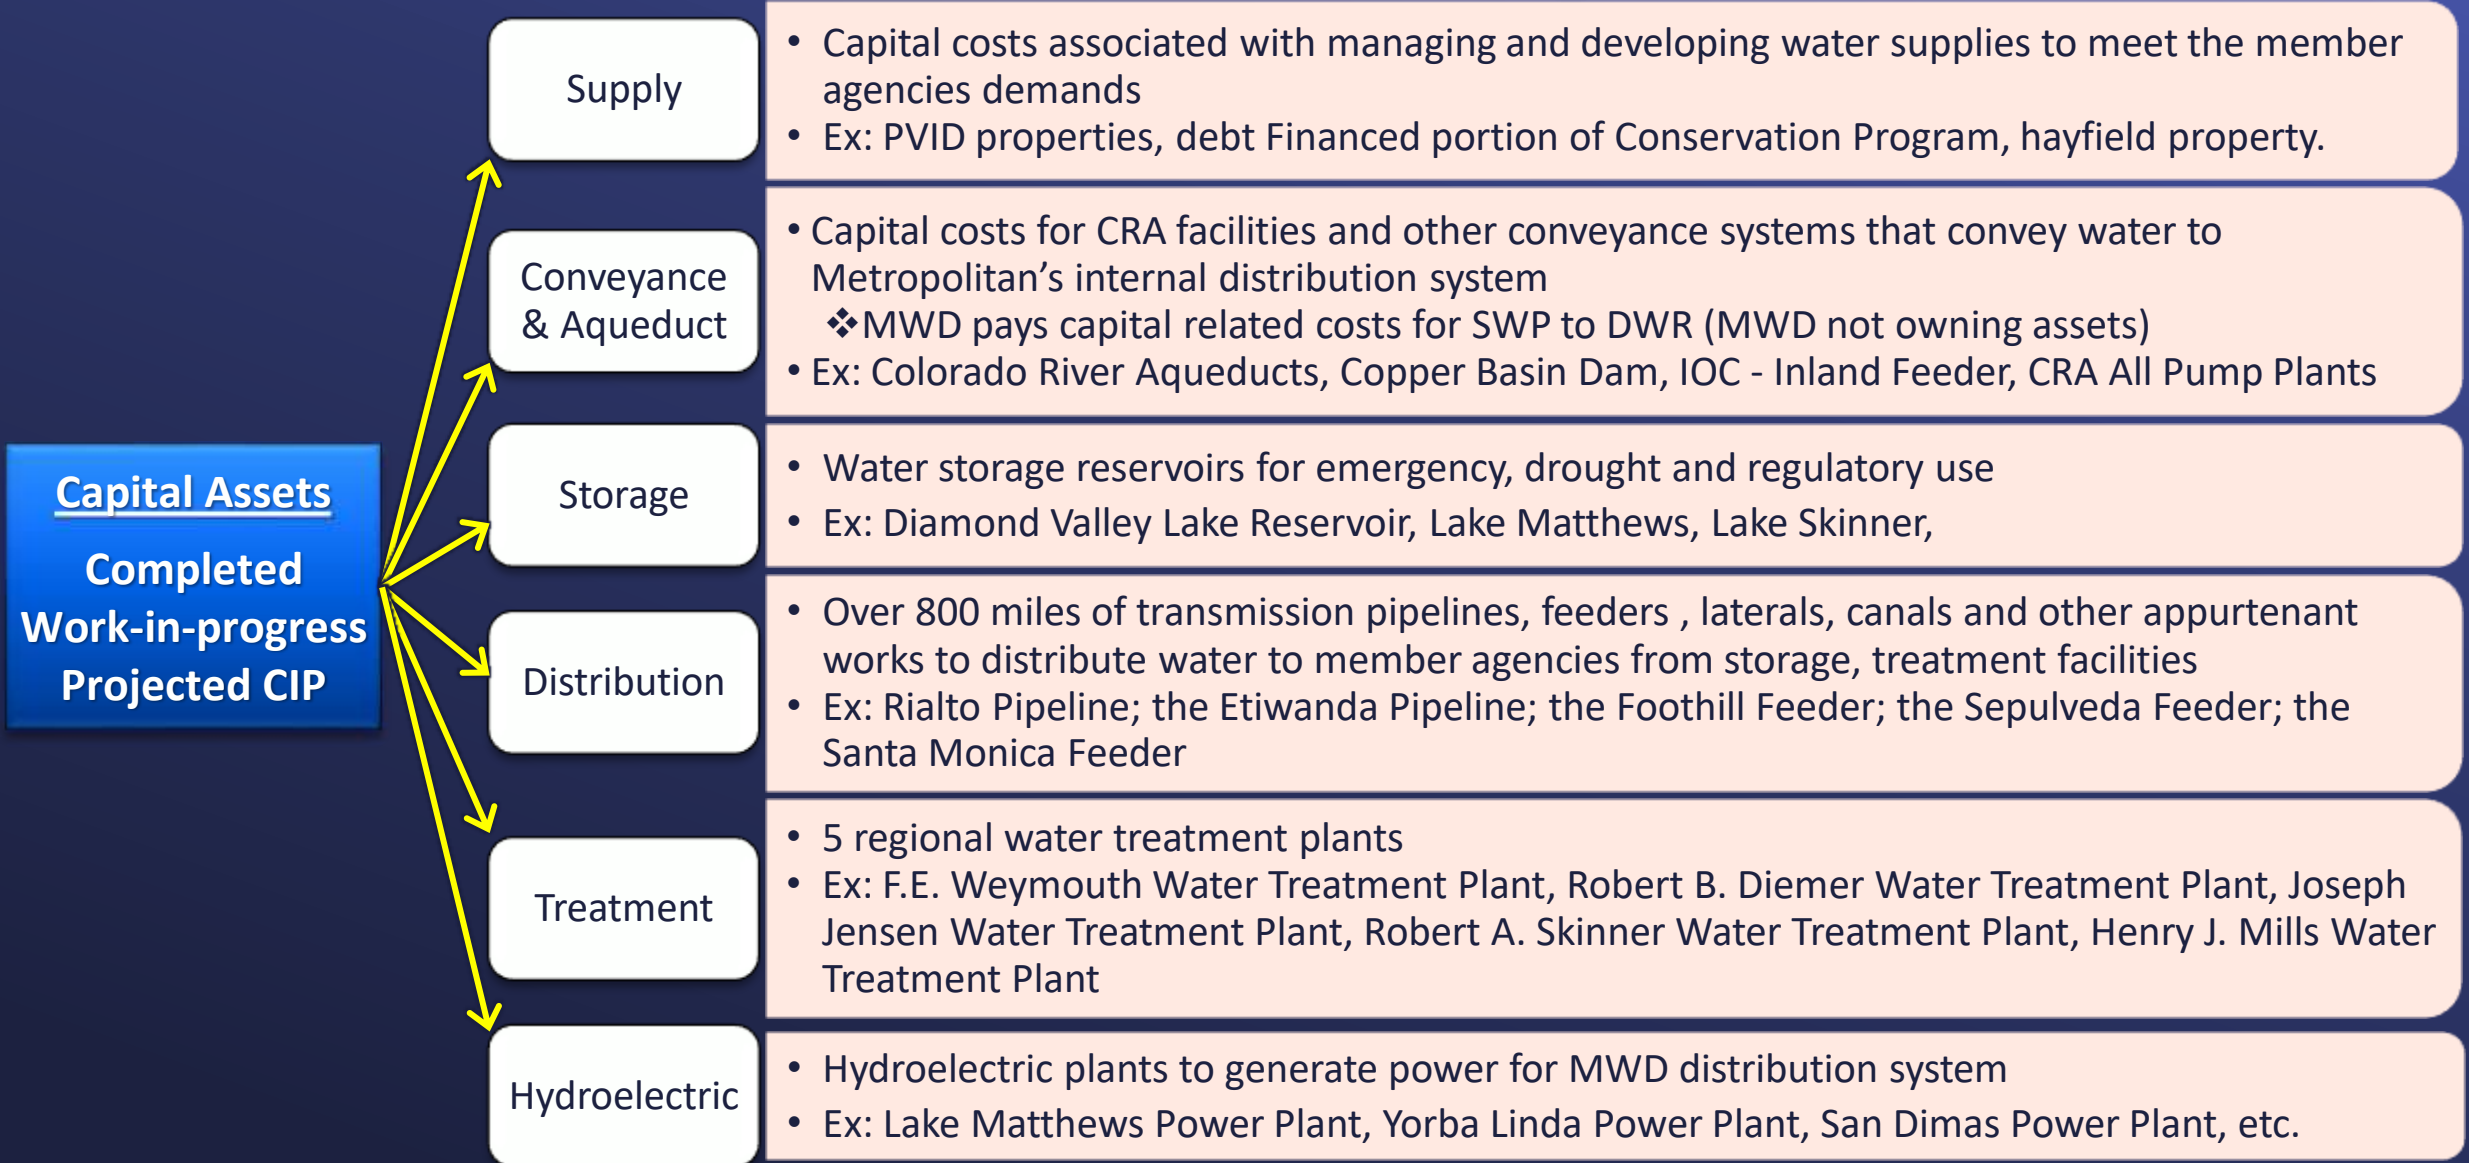 Capital Assets
Completed
Work-in-progress
Projected CIP
Supply
• Capital costs associated with managing and developing water supplies to meet the member
agencies demands
• Ex: PVID properties, debt Financed portion of Conservation Program, hayfield property.
Conveyance
& Aqueduct
• Capital costs for CRA facilities and other conveyance systems that convey water to
Metropolitan’s internal distribution system
❖MWD pays capital related costs for SWP to DWR (MWD not owning assets)
• Ex: Colorado River Aqueducts, Copper Basin Dam, IOC - Inland Feeder, CRA All Pump Plants
Storage
• Water storage reservoirs for emergency, drought and regulatory use
• Ex: Diamond Valley Lake Reservoir, Lake Matthews, Lake Skinner,
Distribution
• Over 800 miles of transmission pipelines, feeders , laterals, canals and other appurtenant
works to distribute water to member agencies from storage, treatment facilities
• Ex: Rialto Pipeline; the Etiwanda Pipeline; the Foothill Feeder; the Sepulveda Feeder; the
Santa Monica Feeder
Treatment
• 5 regional water treatment plants
• Ex: F.E. Weymouth Water Treatment Plant, Robert B. Diemer Water Treatment Plant, Joseph
Jensen Water Treatment Plant, Robert A. Skinner Water Treatment Plant, Henry J. Mills Water
Treatment Plant
Hydroelectric
• Hydroelectric plants to generate power for MWD distribution system
• Ex: Lake Matthews Power Plant, Yorba Linda Power Plant, San Dimas Power Plant, etc.